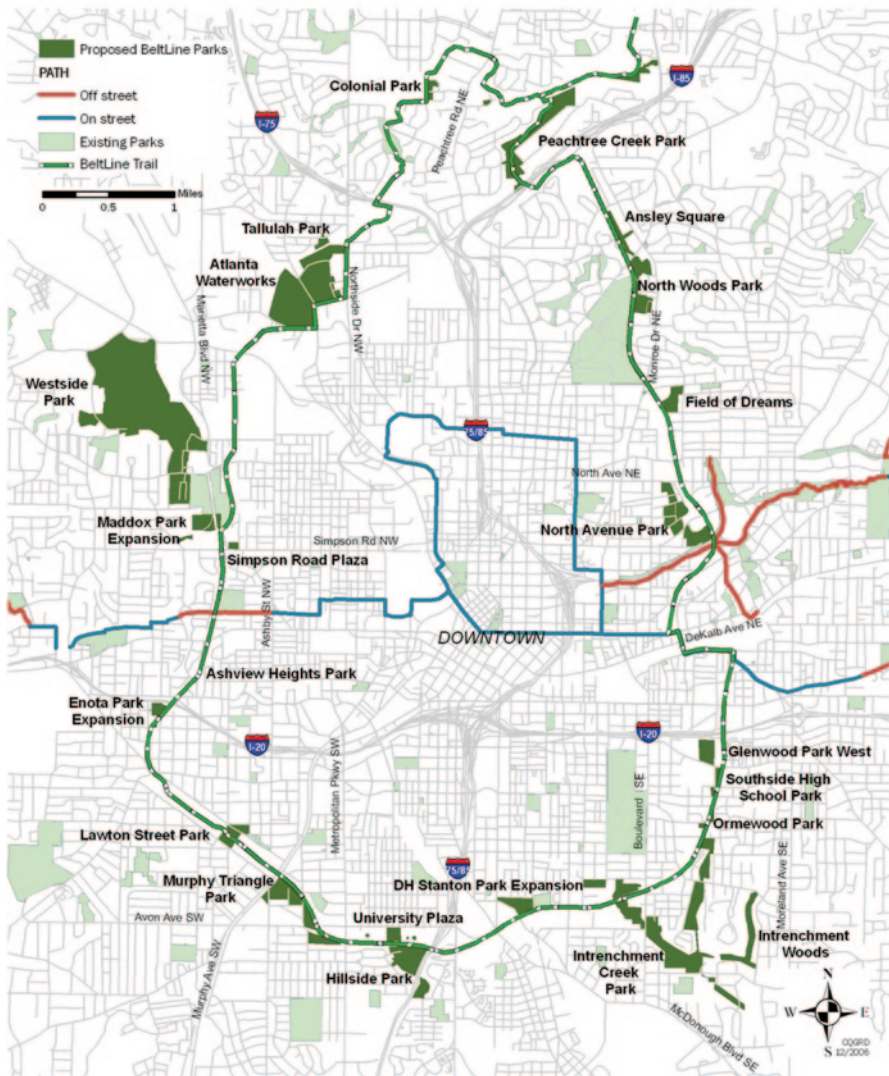 Proposed BeltLine Parks
PATH
Off street
On street
Existing Parks
BeltLine Trail
Miles
0 0.5 1
I-75
Colonial Park
Peachtree Rd NE
I-85
Peachtree Creek Park
Tallulah Park
Ansley Square
Atlanta
Waterworks
Northside Dr NW
North Woods Park
Marietta Blvd NW
Monroe Dr NE
Westside
Park
Field of Dreams
75/85
North Ave NE
Maddox Park
Expansion
Simpson Rd NW
North Avenue Park
Simpson Road Plaza
Ashby St NW
DOWNTOWN
DeKalb Ave NE
Ashview Heights Park
Enota Park
Expansion
I-20
I-20
Glenwood Park West
Metropolitan Pkwy SW
Boulevard SE
Southside High
School Park
Lawton Street Park
Ormewood Park
Moreland Ave SE
75/85
Murphy Triangle
Park
DH Stanton Park Expansion
Avon Ave SW
University Plaza
Murphy Ave SW
Hillside Park
Intrenchment
Creek
Park
Intrenchment
Woods
McDonough Blvd SE
N
W E
S
CQGRD
12/2006